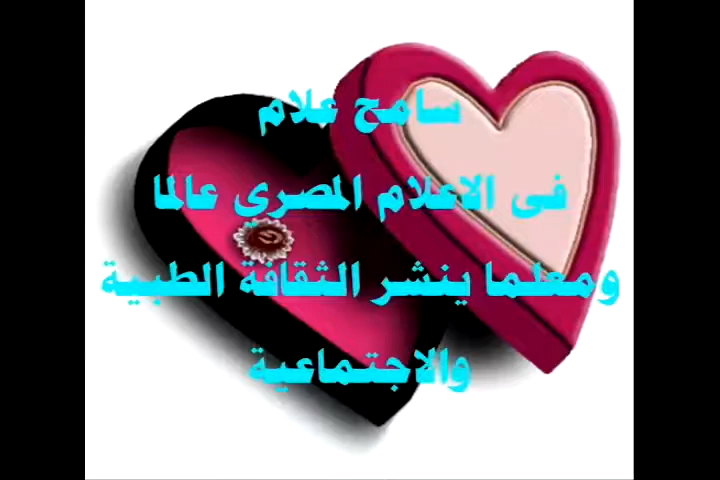 سامح علام
فى الاعلام المصرى عالما
ومعلما ينشر الثقافة الطبية
والاجتماعية